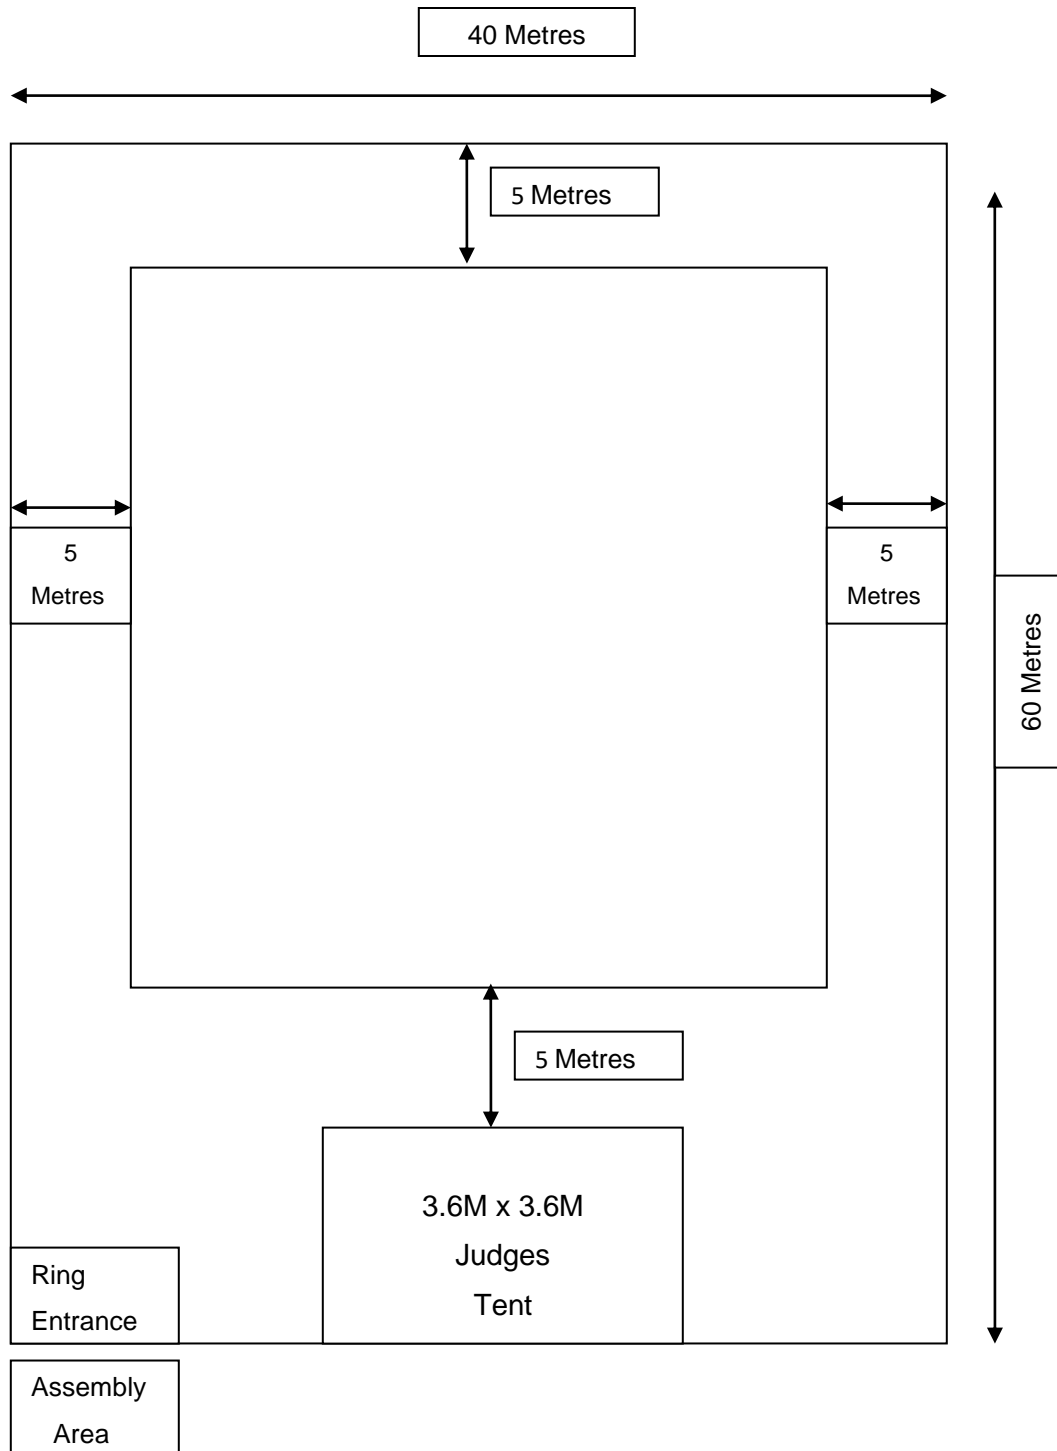 40 Metres
5 Metres
5
Metres
5
Metres
60 Metres
5 Metres
3.6M x 3.6M
Judges
Tent
Ring
Entrance
Assembly
Area